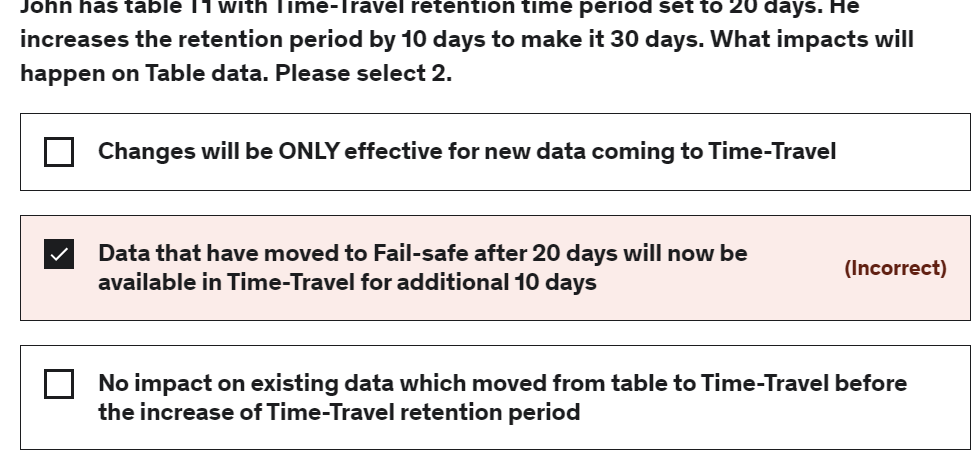 John has table T1 with Time-Travel retention time period set to 20 days. He
increases the retention period by 10 days to make it 30 days. What impacts will
happen on Table data. Please select 2.
Changes will be ONLY effective for new data coming to Time-Travel
Data that have moved to Fail-safe after 20 days will now be
available in Time-Travel for additional 10 days
(Incorrect)
No impact on existing data which moved from table to Time-Travel before
the increase of Time-Travel retention period